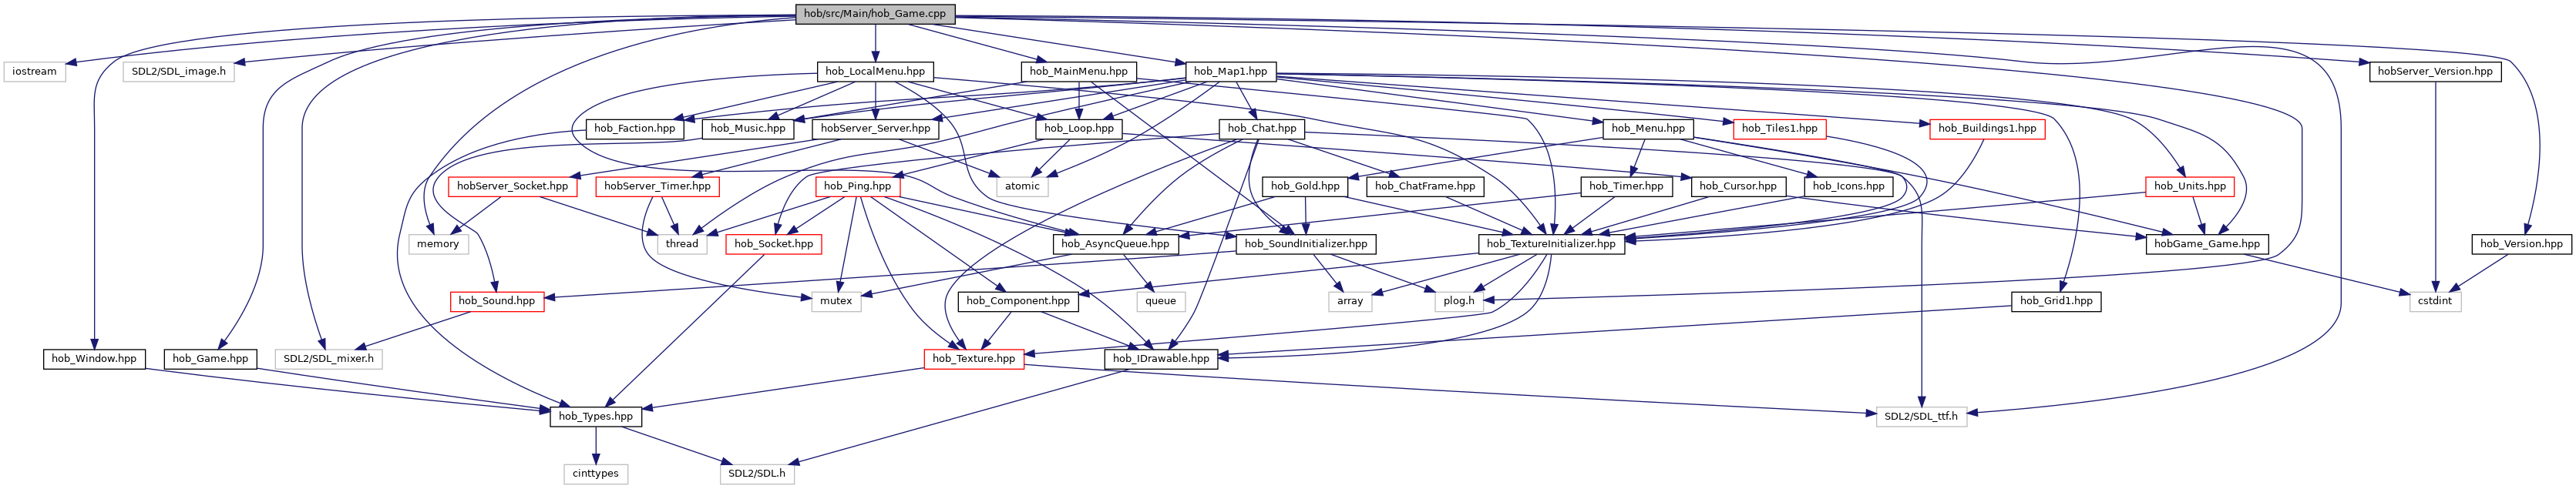 hob/src/Main/hob_Game.cpp
iostream
SDL2/SDL_image.h
hob_LocalMenu.hpp
hob_MainMenu.hpp
hob_Map1.hpp
hobServer_Version.hpp
hob_Faction.hpp
hob_Music.hpp
hobServer_Server.hpp
hob_Loop.hpp
hob_Chat.hpp
hob_Menu.hpp
hob_Tiles1.hpp
hob_Buildings1.hpp
hobServer_Socket.hpp
hobServer_Timer.hpp
hob_Ping.hpp
atomic
hob_Gold.hpp
hob_ChatFrame.hpp
hob_Timer.hpp
hob_Cursor.hpp
hob_Icons.hpp
hob_Units.hpp
memory
thread
hob_Socket.hpp
hob_AsyncQueue.hpp
hob_SoundInitializer.hpp
hob_TextureInitializer.hpp
hobGame_Game.hpp
hob_Version.hpp
hob_Sound.hpp
mutex
hob_Component.hpp
queue
array
plog.h
hob_Grid1.hpp
cstdint
hob_Window.hpp
hob_Game.hpp
SDL2/SDL_mixer.h
hob_Texture.hpp
hob_IDrawable.hpp
hob_Types.hpp
SDL2/SDL_ttf.h
cinttypes
SDL2/SDL.h